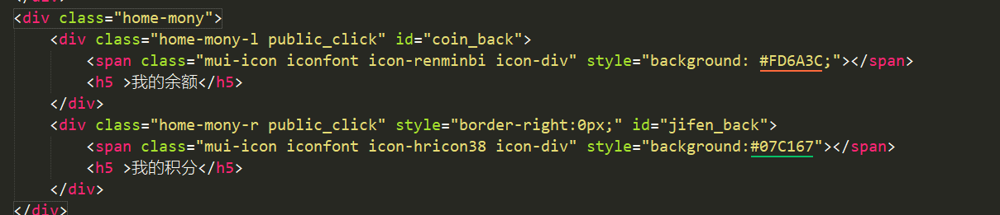 <div class="home-mony">
<div class="home-mony-l public_click" id="coin_back">
<span class="mui-icon iconfont icon-renminbi icon-div" style="background: #FD6A3C;"></span>
<h5 >我的余额</h5>
</div>
<div class="home-mony-r public_click" style="border-right:0px;" id="jifen_back">
<span class="mui-icon iconfont icon-hricon38 icon-div" style="background:#07C167"></span>
<h5 >我的积分</h5>
</div>
</div>